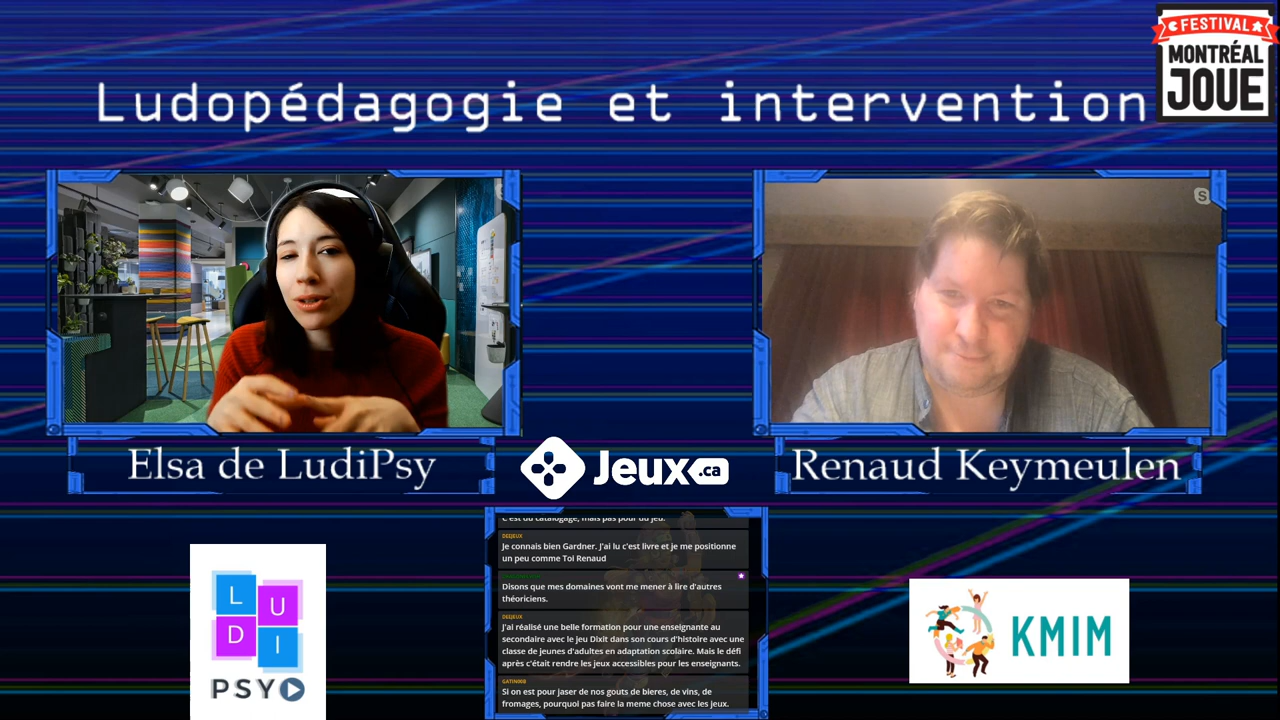 FESTIVAL
MONTRÉAL
JOUE
Ludopédagogie et intervention
S
Elsa de LudiPsy
Jeux.ca
Renaud Keymeulen
C'est du catalogage, mais pas pour du jeu.
DEEJEUX
Je connais bien Gardner. J'ai lu c'est livre et je me positionne
un peu comme Toi Renaud
Disons que mes domaines vont me mener à lire d'autres
théoriciens.
DEEJEUX
J'ai réalisé une belle formation pour une enseignante au
secondaire avec le jeu Dixit dans son cours d'histoire avec une
classe de jeunes d'adultes en adaptation scolaire. Mais le défi
après c'était rendre les jeux accessibles pour les enseignants.
Si on est pour jaser de nos gouts de bieres, de vins, de
fromages, pourquoi pas faire la meme chose avec les jeux.
L U
D I
PSY
KMIM